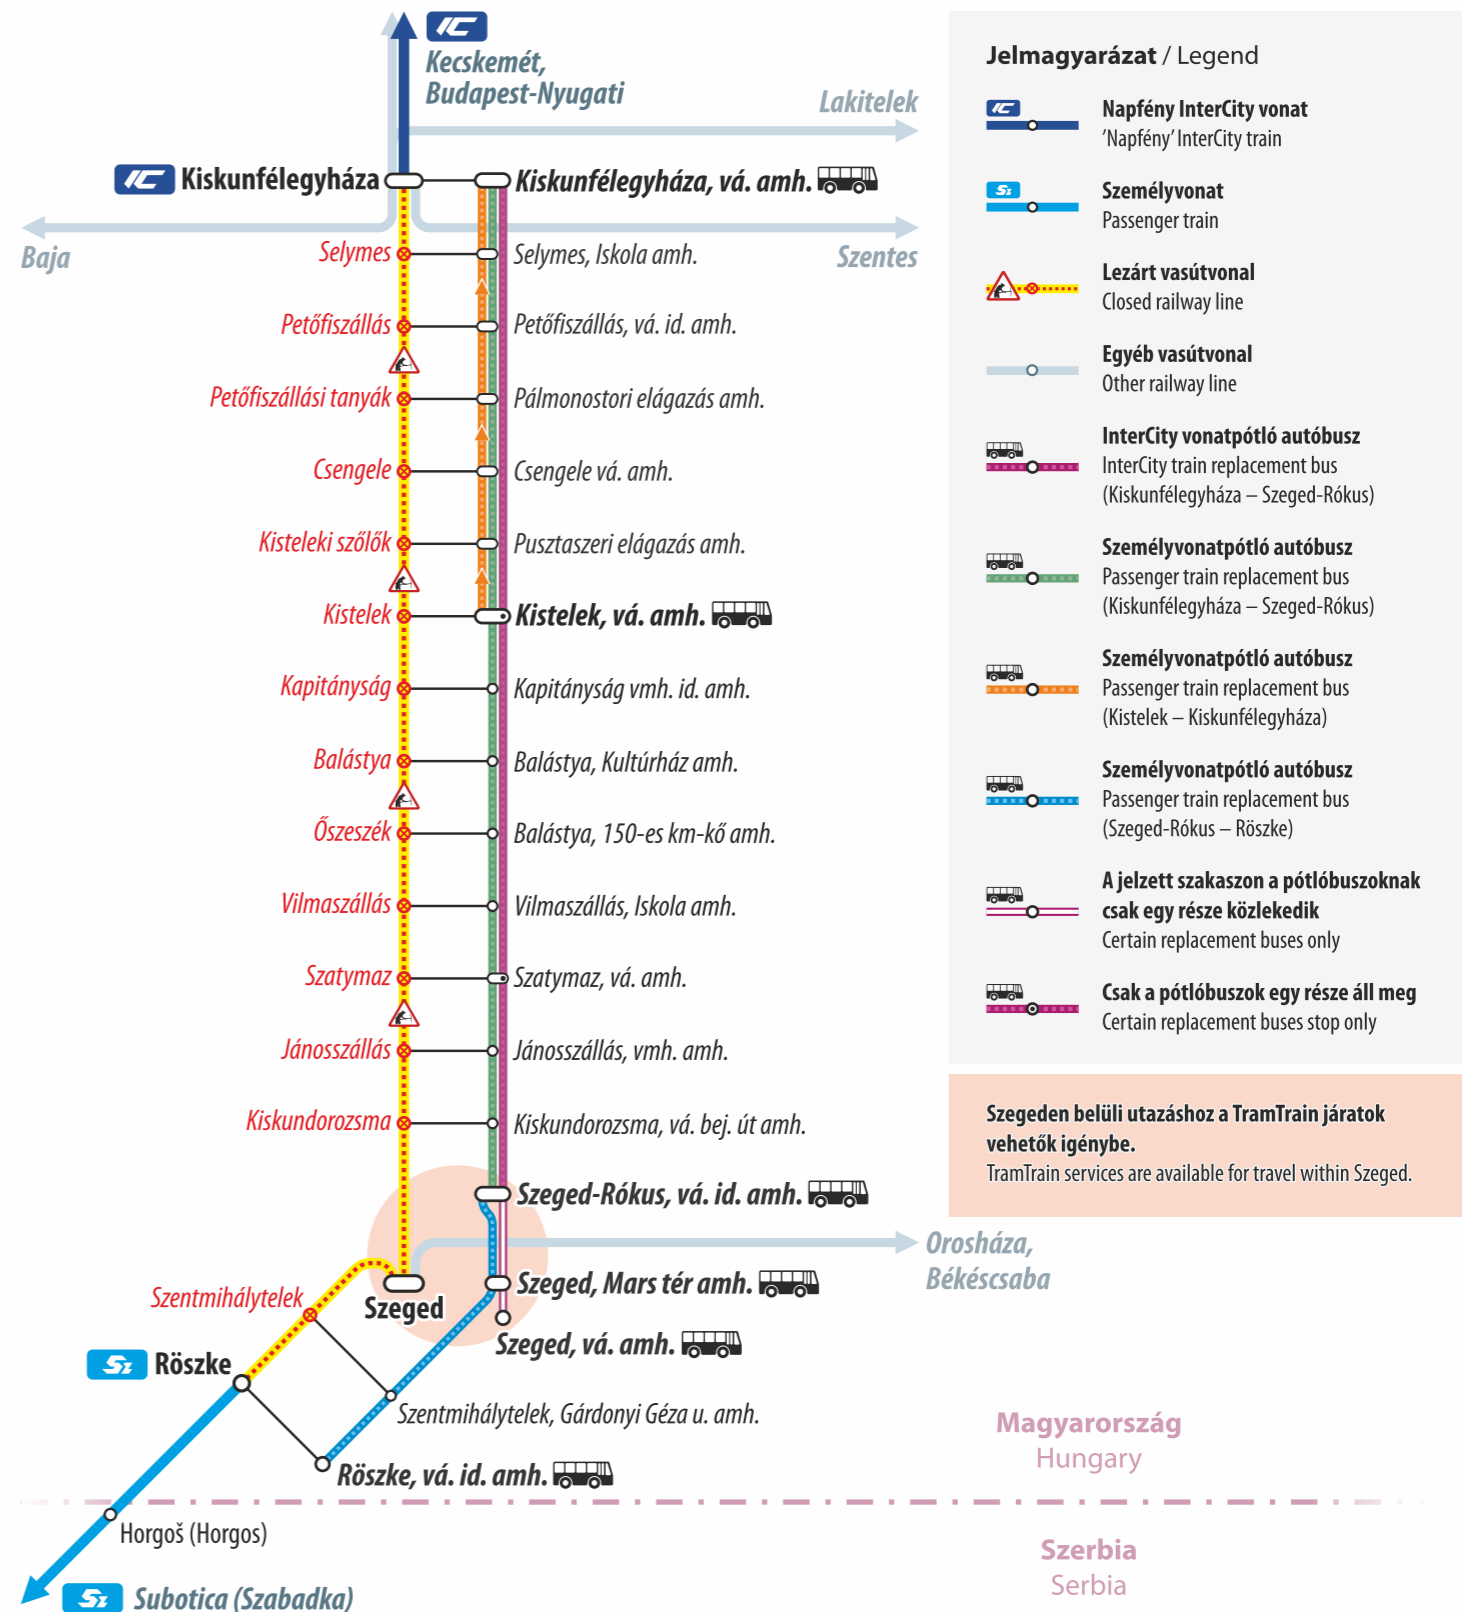 IC
Kecskemét,
Budapest-Nyugati
Lakitelek
IC Kiskunfélegyháza
Kiskunfélegyháza, vá. amh.
Baja
Szentes
Selymes
Selymes, Iskola amh.
Petőfiszállás
Petőfiszállás, vá. id. amh.
Petőfiszállási tanyák
Pálmonostori elágazás amh.
Csengele
Csengele vá. amh.
Kisteleki szőlők
Pusztaszeri elágazás amh.
Kistelek
Kistelek, vá. amh.
Kapitányság
Kapitányság vmh. id. amh.
Balástya
Balástya, Kultúrház amh.
Őszeszék
Balástya, 150-es km-kő amh.
Vilmaszállás
Vilmaszállás, Iskola amh.
Szatymaz
Szatymaz, vá. amh.
Jánosszállás
Jánosszállás, vmh. amh.
Kiskundorozsma
Kiskundorozsma, vá. bej. út amh.
Szeged-Rókus, vá. id. amh.
Orosháza,
Békéscsaba
Szeged, Mars tér amh.
Szentmihálytelek
Szeged
Szeged, vá. amh.
Sz Röszke
Szentmihálytelek, Gárdonyi Géza u. amh.
Röszke, vá. id. amh.
Magyarország
Hungary
Horgoš (Horgos)
Szerbia
Serbia
Sz Subotica (Szabadka)
Jelmagyarázat / Legend
IC
Napfény InterCity vonat
’Napfény’ InterCity train
Sz
Személyvonat
Passenger train
Lezárt vasútvonal
Closed railway line
Egyéb vasútvonal
Other railway line
InterCity vonatpótló autóbusz
InterCity train replacement bus
(Kiskunfélegyháza – Szeged-Rókus)
Személyvonatpótló autóbusz
Passenger train replacement bus
(Kiskunfélegyháza – Szeged-Rókus)
Személyvonatpótló autóbusz
Passenger train replacement bus
(Kistelek – Kiskunfélegyháza)
Személyvonatpótló autóbusz
Passenger train replacement bus
(Szeged-Rókus – Röszke)
A jelzett szakaszon a pótlóbuszoknak
csak egy része közlekedik
Certain replacement buses only
Csak a pótlóbuszok egy része áll meg
Certain replacement buses stop only
Szegeden belüli utazáshoz a TramTrain járatok
vehetők igénybe.
TramTrain services are available for travel within Szeged.